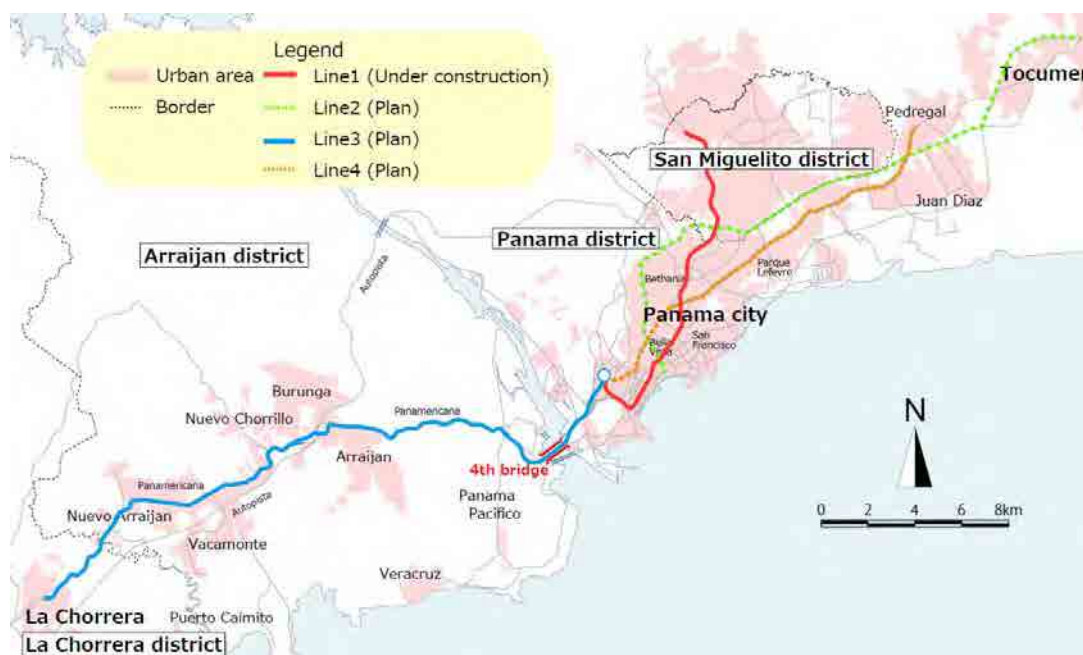 Legend
Urban area
Line1 (Under construction)
Border
Line2 (Plan)
Line3 (Plan)
Line4 (Plan)
Tocumen
Pedregal
San Miguelito district
Juan Diaz
Panama district
Arraijan district
Autopista
Bethania
Parque
Lefevre
Panama city
Bella
Vista
San
Francisco
Burunga
Nuevo Chorrillo
Panamericana
N
Arraijan
4th bridge
Panamericana
Autopista
Panama
Pacifico
0 2 4 6 8km
Nuevo Arraijan
Vacamonte
Veracruz
La Chorrera
Puerto Caimito
La Chorrera district